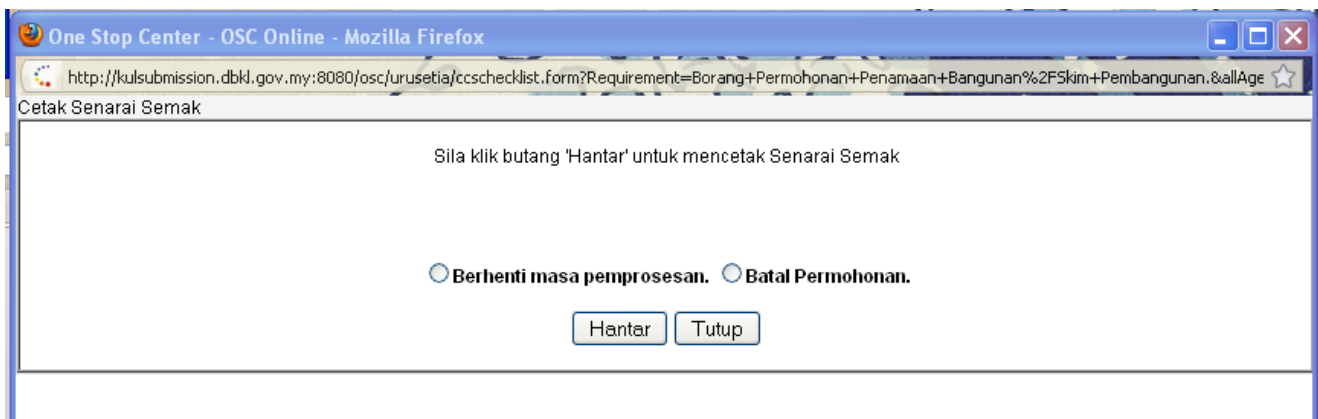 One Stop Center - OSC Online - Mozilla Firefox
http://kulsubmission.dbkl.gov.my:8080/osc/urusetia/ccschecklist.form?Requirement=Borang+Permohonan+Penamaan+Bangunan%2FSkim+Pembangunan.&allAge
Cetak Senarai Semak
Sila klik butang 'Hantar' untuk mencetak Senarai Semak
Berhenti masa pemprosesan. Batal Permohonan.
Hantar Tutup